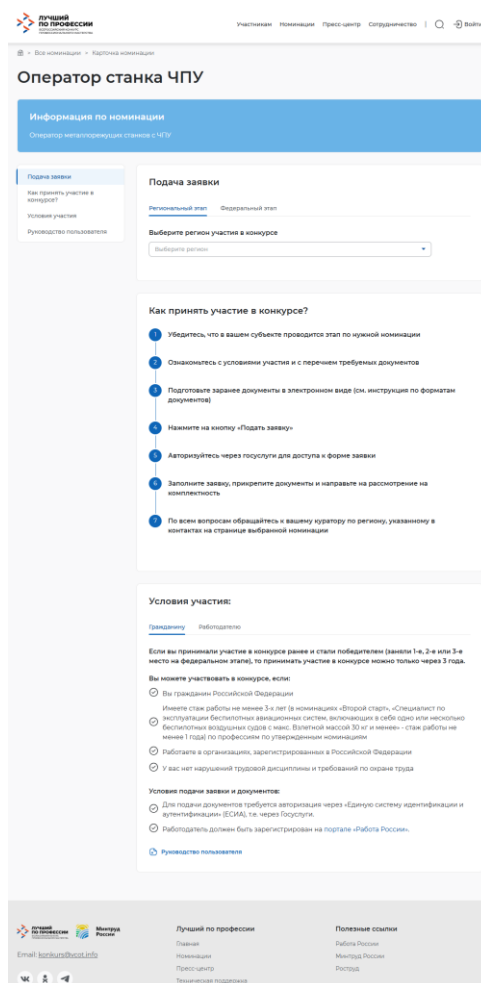 ЛУЧШИЙ
ПО ПРОФЕССИИ
Участникам Номинации Пресс-центр Сотрудничество | Войти
Все номинации Карточка номинации
Оператор станка ЧПУ
Информация по номинации
Оператор металлорежущих станков с ЧПУ
Подача заявки
Как принять участие в
конкурсе?
Условия участия
Руководство пользователя
Подача заявки
Региональный этап Федеральный этап
Выберите регион участия в конкурсе
Выберите регион
Как принять участие в конкурсе?
1 Убедитесь, что в вашем субъекте проводится этап по нужной номинации
2 Ознакомьтесь с условиями участия и с перечнем требуемых документов
3 Подготовьте заранее документы в электронном виде (см. инструкция по форматам
документов)
4 Нажмите на кнопку «Подать заявку»
5 Авторизуйтесь через госуслуги для доступа к форме заявки
6 Заполните заявку, прикрепите документы и направьте на рассмотрение на
комплектность
7 По всем вопросам обращайтесь к вашему куратору по региону, указанному в
контактах на странице выбранной номинации
Условия участия:
Гражданину Работодателю
Если вы принимали участие в конкурсе ранее и стали победителем (заняли 1-е, 2-е или 3-е
место на федеральном этапе), то принимать участие в конкурсе можно только через 3 года.
Вы можете участвовать в конкурсе, если:
Вы гражданин Российской Федерации
Имеете стаж работы не менее 3-х лет (в номинациях «Второй старт», «Специалист по
эксплуатации беспилотных авиационных систем, включающих в себя одно или несколько
беспилотных воздушных судов с макс. Взлетной массой 30 кг и менее» - стаж работы не
менее 1 года) по профессиям по утвержденным номинациям
Работаете в организациях, зарегистрированных в Российской Федерации
У вас нет нарушений трудовой дисциплины и требований по охране труда
Условия подачи заявки и документов:
Для подачи документов требуется авторизация через «Единую систему идентификации и
аутентификации» (ЕСИА), т.е. через Госуслуги.
Работодатель должен быть зарегистрирован на портале «Работа России».
Руководство пользователя
ЛУЧШИЙ
ПО ПРОФЕССИИ
Минтруд
России
Email: konkurs@vcot.info
Лучший по профессии
Главная
Номинации
Пресс-центр
Техническая поддержка
Полезные ссылки
Работа России
Минтруд России
Роструд